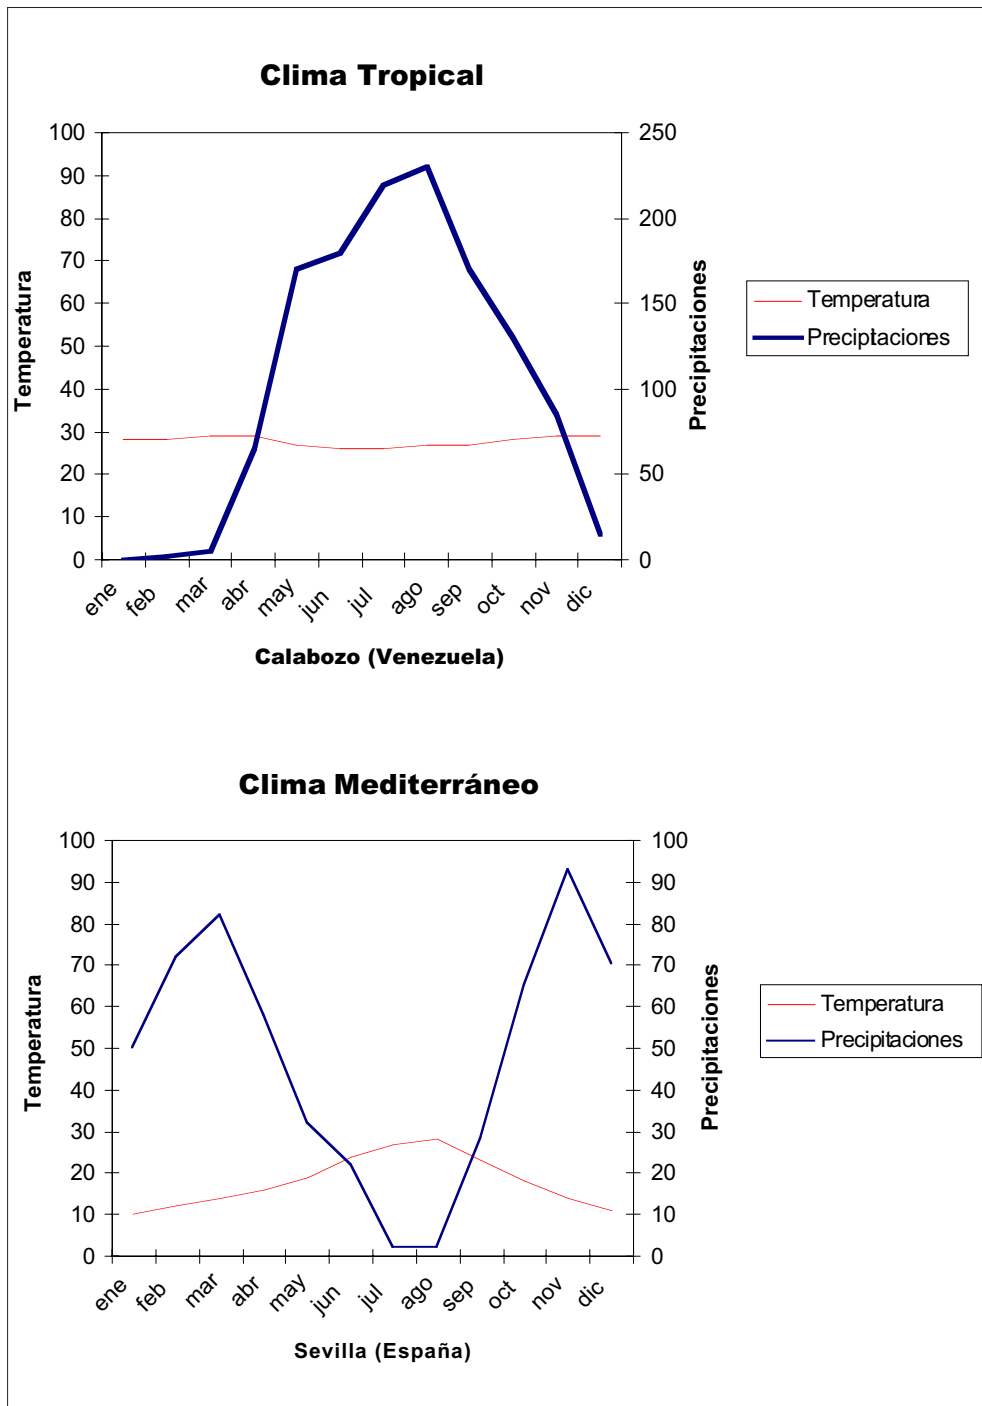 Clima Tropical
100
90
80
70
60
50
40
30
20
10
0
Temperatura
250
200
150
100
50
0
Precipitaciones
ene
feb
mar
abr
may
jun
jul
ago
sep
oct
nov
dic
Calabozo (Venezuela)
Temperatura
Precipitaciones
Clima Mediterráneo
100
90
80
70
60
50
40
30
20
10
0
Temperatura
100
90
80
70
60
50
40
30
20
10
0
Precipitaciones
ene
feb
mar
abr
may
jun
jul
ago
sep
oct
nov
dic
Sevilla (España)
Temperatura
Precipitaciones